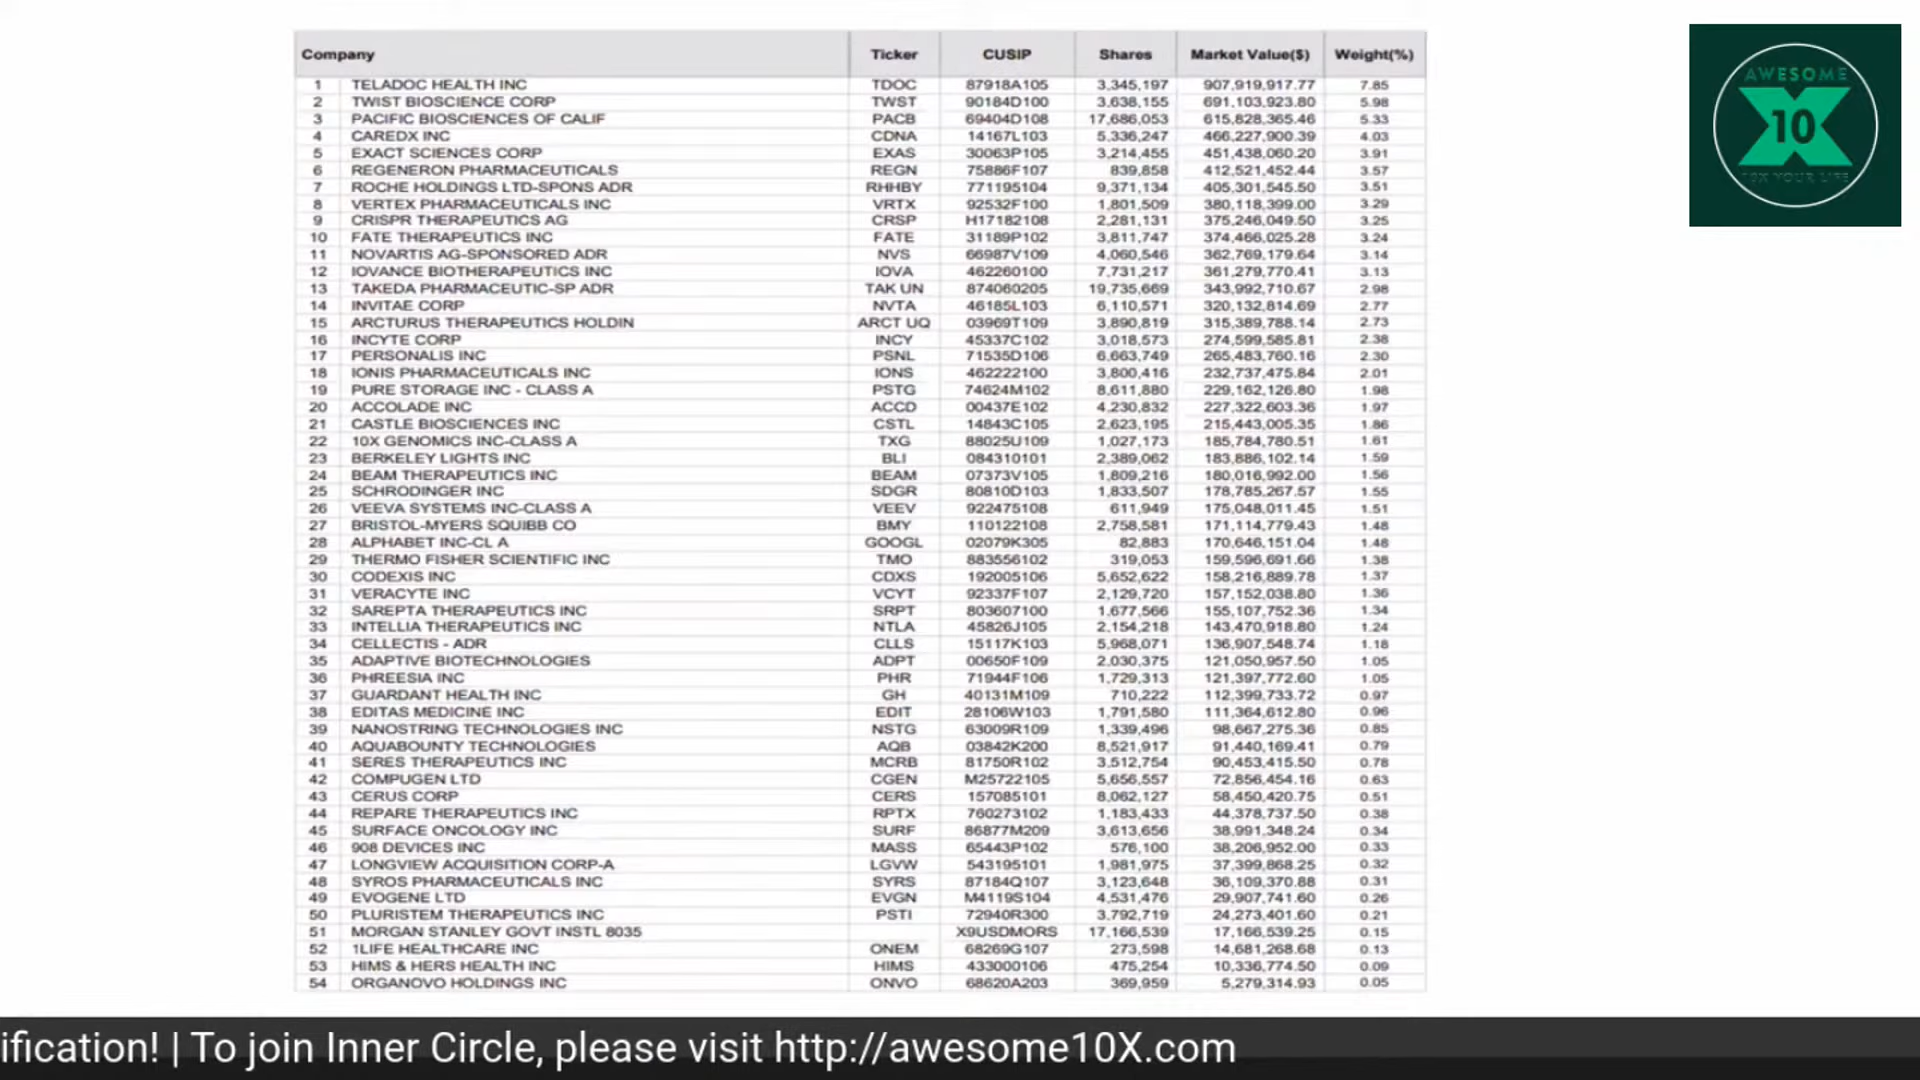 Company Ticker CUSIP Shares Market Value($) Weight(%)
1 TELADOC HEALTH INC TDOC 87918A105 3,345,197 907,919,917.77 7.85
2 TWIST BIOSCIENCE CORP TWST 90184D100 3,638,155 691,103,923.80 5.98
3 PACIFIC BIOSCIENCES OF CALIF PACB 69404D108 17,686,053 615,828,365.46 5.33
4 CAREDX INC CDNA 14167L103 5,336,247 466,227,900.39 4.03
5 EXACT SCIENCES CORP EXAS 30063P105 3,214,455 451,438,060.20 3.91
6 REGENERON PHARMACEUTICALS REGN 75886F107 839,858 412,521,452.44 3.57
7 ROCHE HOLDINGS LTD-SPONS ADR RHHBY 771195104 9,371,134 405,301,545.50 3.51
8 VERTEX PHARMACEUTICALS INC VRTX 92532F100 1,801,509 380,118,399.00 3.29
9 CRISPR THERAPEUTICS AG CRSP H17182108 2,281,131 375,246,049.50 3.25
10 FATE THERAPEUTICS INC FATE 31189P102 3,811,747 374,466,025.28 3.24
11 NOVARTIS AG-SPONSORED ADR NVS 66987V109 4,060,546 362,769,179.64 3.14
12 IOVANCE BIOTHERAPEUTICS INC IOVA 462260100 7,731,217 361,279,770.41 3.13
13 TAKEDA PHARMACEUTIC-SP ADR TAK UN 874060205 19,735,669 343,992,710.67 2.98
14 INVITAE CORP NVTA 46185L103 6,110,571 320,132,814.69 2.77
15 ARCTURUS THERAPEUTICS HOLDIN ARCT UQ 03969T109 3,890,819 315,389,788.14 2.73
16 INCYTE CORP INCY 45337C102 3,018,573 274,599,585.81 2.38
17 PERSONALIS INC PSNL 71535D106 6,663,749 265,483,760.16 2.30
18 IONIS PHARMACEUTICALS INC IONS 462222100 3,800,416 232,737,475.84 2.01
19 PURE STORAGE INC - CLASS A PSTG 74624M102 8,611,880 229,162,126.80 1.98
20 ACCOLADE INC ACCD 00437E102 4,230,832 227,322,603.36 1.97
21 CASTLE BIOSCIENCES INC CSTL 14843C105 2,623,195 215,443,005.35 1.86
22 10X GENOMICS INC-CLASS A TXG 88025U109 1,027,173 185,784,780.51 1.61
23 BERKELEY LIGHTS INC BLI 084310101 2,389,062 183,886,102.14 1.59
24 BEAM THERAPEUTICS INC BEAM 07373V105 1,809,216 180,016,992.00 1.56
25 SCHRODINGER INC SDGR 80810D103 1,833,507 178,785,267.57 1.55
26 VEEVA SYSTEMS INC-CLASS A VEEV 922475108 611,949 175,048,011.45 1.51
27 BRISTOL-MYERS SQUIBB CO BMY 110122108 2,758,581 171,114,779.43 1.48
28 ALPHABET INC-CL A GOOGL 02079K305 82,883 170,646,151.04 1.48
29 THERMO FISHER SCIENTIFIC INC TMO 883556102 319,053 159,596,691.66 1.38
30 CODEXIS INC CDXS 192005106 5,652,622 158,216,889.78 1.37
31 VERACYTE INC VCYT 92337F107 2,129,720 157,152,038.80 1.36
32 SAREPTA THERAPEUTICS INC SRPT 803607100 1,677,566 155,107,752.36 1.34
33 INTELLIA THERAPEUTICS INC NTLA 45826J105 2,154,218 143,470,918.80 1.24
34 CELLECTIS - ADR CLLS 15117K103 5,968,071 136,907,548.74 1.18
35 ADAPTIVE BIOTECHNOLOGIES ADPT 00650F109 2,030,375 121,050,957.50 1.05
36 PHREESIA INC PHR 71944F106 1,729,313 121,397,772.60 1.05
37 GUARDANT HEALTH INC GH 40131M109 710,222 112,399,733.72 0.97
38 EDITAS MEDICINE INC EDIT 28106W103 1,791,580 111,364,612.80 0.96
39 NANOSTRING TECHNOLOGIES INC NSTG 63009R109 1,339,496 98,667,275.36 0.85
40 AQUABOUNTY TECHNOLOGIES AQB 03842K200 8,521,917 91,440,169.41 0.79
41 SERES THERAPEUTICS INC MCRB 81750R102 3,512,754 90,453,415.50 0.78
42 COMPUGEN LTD CGEN M25722105 5,656,557 72,856,454.16 0.63
43 CERUS CORP CERS 157085101 8,062,127 58,450,420.75 0.51
44 REPARE THERAPEUTICS INC RPTX 760273102 1,183,433 44,378,737.50 0.38
45 SURFACE ONCOLOGY INC SURF 86877M209 3,613,656 38,991,348.24 0.34
46 908 DEVICES INC MASS 65443P102 576,100 38,206,952.00 0.33
47 LONGVIEW ACQUISITION CORP-A LGVW 543195101 1,981,975 37,399,868.25 0.32
48 SYROS PHARMACEUTICALS INC SYRS 87184Q107 3,123,648 36,109,370.88 0.31
49 EVOGENE LTD EVGN M4119S104 4,531,476 29,907,741.60 0.26
50 PLURISTEM THERAPEUTICS INC PSTI 72940R300 3,792,719 24,273,401.60 0.21
51 MORGAN STANLEY GOVT INSTL 8035 X9USDMORS 17,166,539 17,166,539.25 0.15
52 1LIFE HEALTHCARE INC ONEM 68269G107 273,598 14,681,268.68 0.13
53 HIMS & HERS HEALTH INC HIMS 433000106 475,254 10,336,774.50 0.09
54 ORGANOVO HOLDINGS INC ONVO 68620A203 369,959 5,279,314.93 0.05
AWESOME
10
10X YOUR LIFE
ification! | To join Inner Circle, please visit http://awesome10X.com